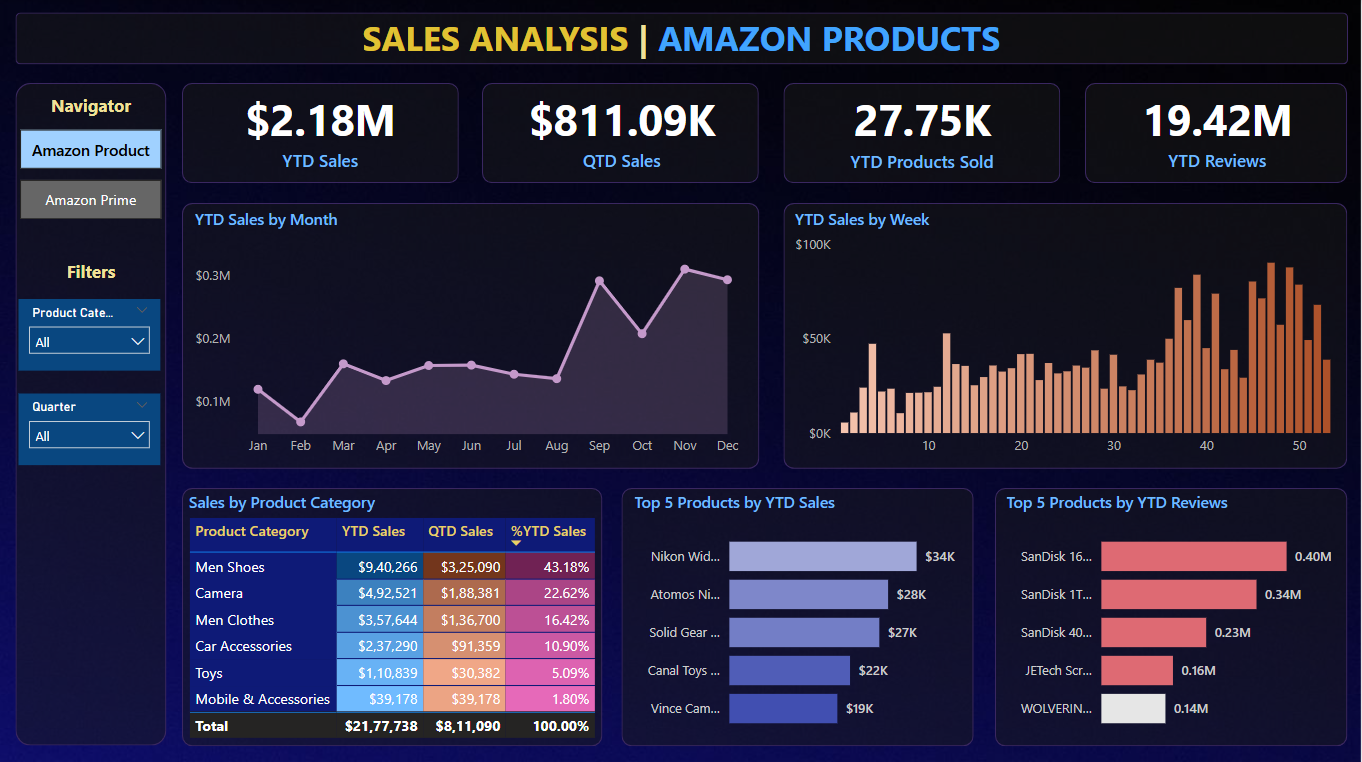 SALES ANALYSIS | AMAZON PRODUCTS
Navigator
Amazon Product
Amazon Prime
Filters
Product Cate...
All
Quarter
All
$2.18M
YTD Sales
$811.09K
QTD Sales
27.75K
YTD Products Sold
19.42M
YTD Reviews
YTD Sales by Month
$0.3M
$0.2M
$0.1M
Jan Feb Mar Apr May Jun Jul Aug Sep Oct Nov Dec
YTD Sales by Week
$100K
$50K
$0K
10 20 30 40 50
Sales by Product Category
Product Category YTD Sales QTD Sales %YTD Sales
Men Shoes $9,40,266 $3,25,090 43.18%
Camera $4,92,521 $1,88,381 22.62%
Men Clothes $3,57,644 $1,36,700 16.42%
Car Accessories $2,37,290 $91,359 10.90%
Toys $1,10,839 $30,382 5.09%
Mobile & Accessories $39,178 $39,178 1.80%
Total $21,77,738 $8,11,090 100.00%
Top 5 Products by YTD Sales
Nikon Wid... $34K
Atomos Ni... $28K
Solid Gear ... $27K
Canal Toys ... $22K
Vince Cam... $19K
Top 5 Products by YTD Reviews
SanDisk 16... 0.40M
SanDisk 1T... 0.34M
SanDisk 40... 0.23M
JETech Scr... 0.16M
WOLVERIN... 0.14M